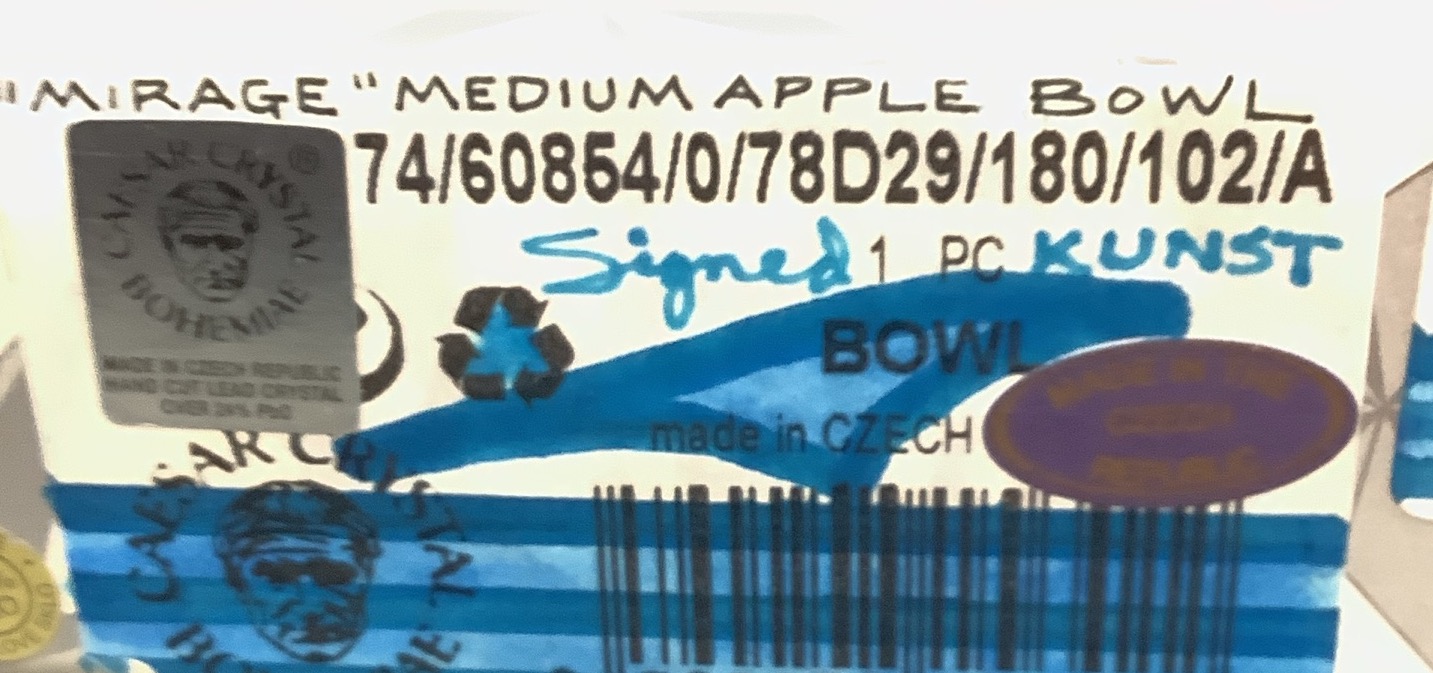 "MIRAGE" MEDIUM APPLE BOWL
74/60854/0/78D29/180/102/A
CAESAR CRYSTAL ®
BOHEMIAE
MADE IN CZECH REPUBLIC
HAND CUT LEAD CRYSTAL
OVER 24% PbO
Signed 1 PC KUNST
BOWL
made in CZECH
MADE IN THE
CZECH
REPUBLIC
CAESAR CRYSTAL